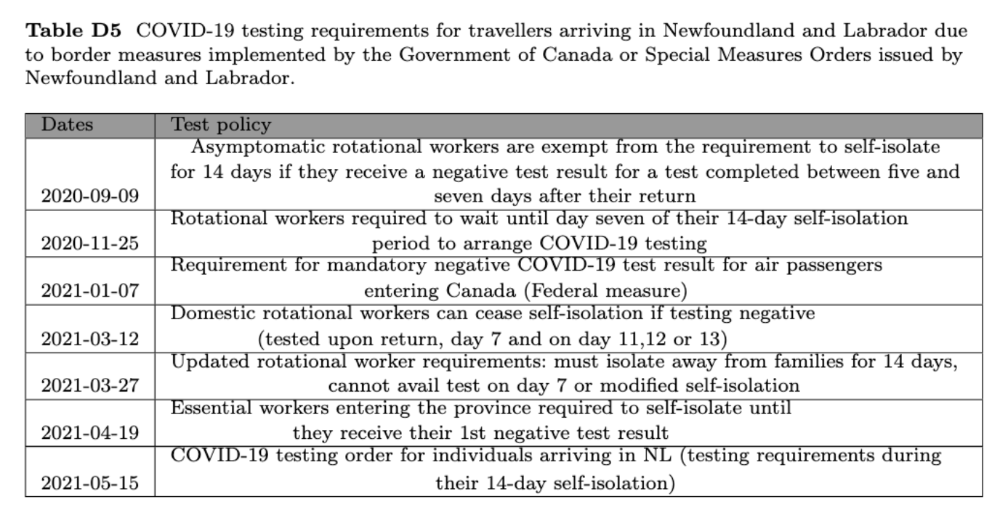 Table D5 COVID-19 testing requirements for travellers arriving in Newfoundland and Labrador due
to border measures implemented by the Government of Canada or Special Measures Orders issued by
Newfoundland and Labrador.
Dates Test policy
Asymptomatic rotational workers are exempt from the requirement to self-isolate
for 14 days if they receive a negative test result for a test completed between five and
2020-09-09 seven days after their return
Rotational workers required to wait until day seven of their 14-day self-isolation
2020-11-25 period to arrange COVID-19 testing
Requirement for mandatory negative COVID-19 test result for air passengers
2021-01-07 entering Canada (Federal measure)
Domestic rotational workers can cease self-isolation if testing negative
2021-03-12 (tested upon return, day 7 and on day 11,12 or 13)
Updated rotational worker requirements: must isolate away from families for 14 days,
2021-03-27 cannot avail test on day 7 or modified self-isolation
Essential workers entering the province required to self-isolate until
2021-04-19 they receive their 1st negative test result
COVID-19 testing order for individuals arriving in NL (testing requirements during
2021-05-15 their 14-day self-isolation)